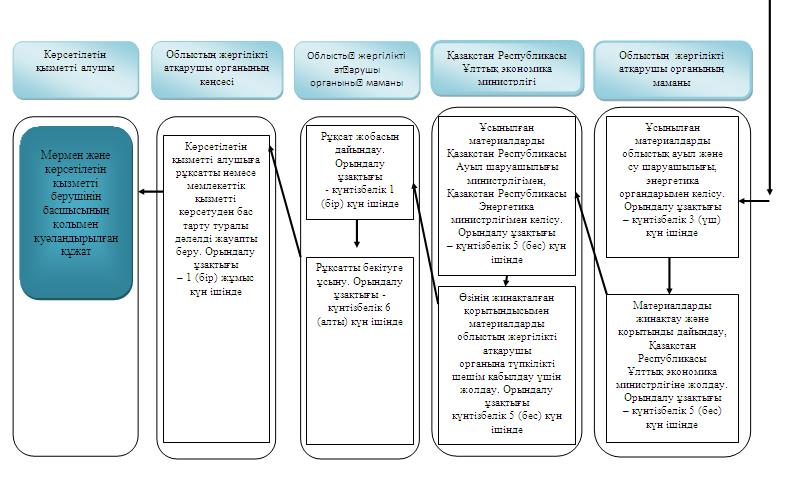 Көрсетілетін
қызметті алушы
Облыстың жергілікті
атқарушы органының
кеңсесі
Облыстың жергілікті
атқарушы
органының маманы
Қазақстан Республикасы
Ұлттық экономика
министрлігі
Облыстың жергілікті
атқарушы органының
маманы
Мөрмен және
көрсетілетін
қызметті
берушінің
басшысының
қолымен
куәландырылған
құжат
Көрсетілетін
қызметті алушыға
рұқсатты немесе
мемлекеттік
қызметті
көрсетуден бас
тарту туралы
дәлелді жауапты
беру. Орындалу
ұзақтығы
– 1 (бір) жұмыс
күн ішінде
Рұқсат жобасын
дайындау.
Орындалу
ұзақтығы
- күнтізбелік 1
(бір) күн ішінде
Рұқсатты бекітуге
ұсыну. Орындалу
ұзақтығы -
күнтізбелік 6
(алты) күн ішінде
Ұсынылған
материалдарды
Қазақстан Республикасы
Ауыл шаруашылығы
министрлігімен,
Қазақстан Республикасы
Энергетика
министрлігімен келісу.
Орындалу ұзақтығы
– күнтізбелік 5 (бес) күн
ішінде
Өзінің жинақталған
қорытындысымен
материалдарды
облыстың жергілікті
атқарушы
органына түпкілікті
шешім қабылдау үшін
жолдау. Орындалу
ұзақтығы
күнтізбелік 5 (бес) күн
ішінде
Ұсынылған
материалдарды
облыстық ауыл және
су шаруашылығы,
энергетика
органдарымен келісу.
Орындалу ұзақтығы
– күнтізбелік 3 (үш)
күн ішінде
Материалдарды
жинақтау және
қорытынды дайындау,
Қазақстан
Республикасы
Ұлттық экономика
министрлігіне жолдау.
Орындалу ұзақтығы
– күнтізбелік 5 (бес)
күн ішінде